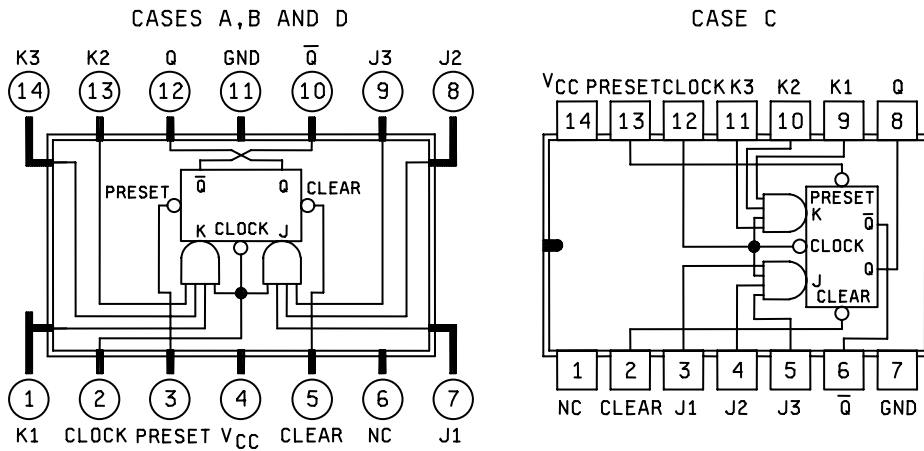 CASES A,B AND D
K3 K2 Q GND Q̅ J3 J2
14 13 12 11 10 9 8
Q̅ Q
PRESET CLEAR
CLOCK
K J
1 2 3 4 5 6 7
K1 CLOCK PRESET VCC CLEAR NC J1
CASE C
VCC PRESET CLOCK K3 K2 K1 Q
14 13 12 11 10 9 8
PRESET
K Q̅
CLOCK
Q
J
CLEAR
1 2 3 4 5 6 7
NC CLEAR J1 J2 J3 Q̅ GND